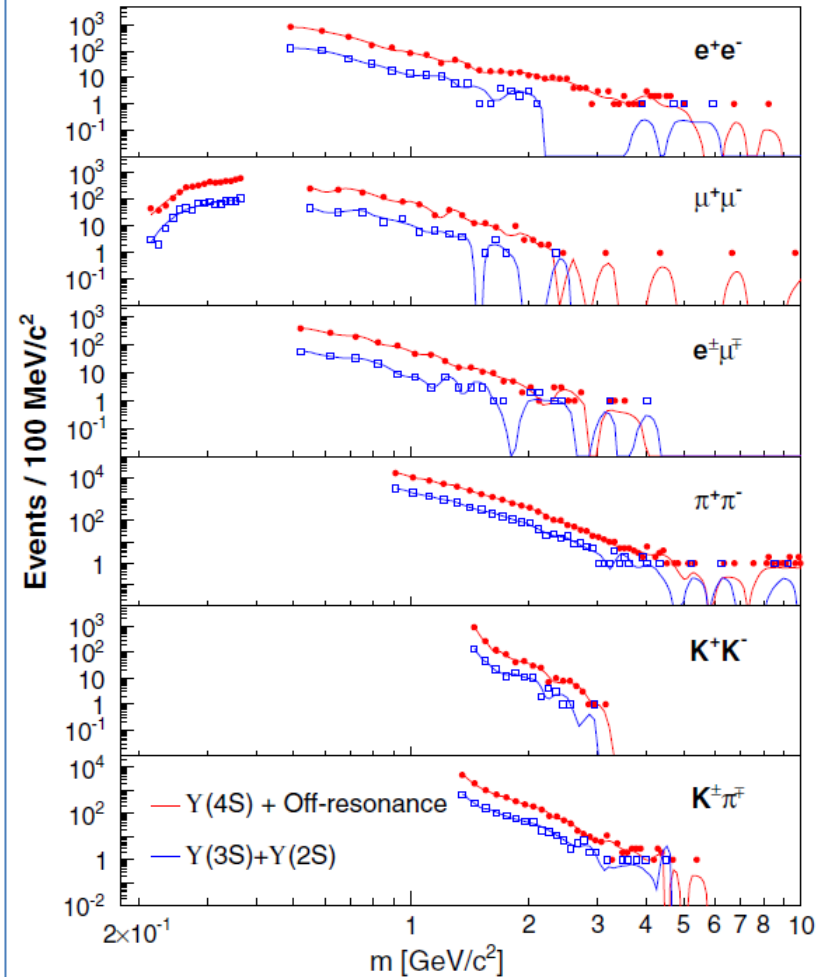 Events / 100 MeV/c²
10³
10²
10
1
10⁻¹
e⁺e⁻
10³
10²
10
1
10⁻¹
μ⁺μ⁻
10³
10²
10
1
10⁻¹
e±μ∓
10⁴
10²
1
π⁺π⁻
10³
10²
10
1
10⁻¹
K⁺K⁻
10⁴
10²
1
10⁻²
K±π∓
Υ(4S) + Off-resonance
Υ(3S)+Υ(2S)
2×10⁻¹ 1 2 3 4 5 6 7 8 10
m [GeV/c²]